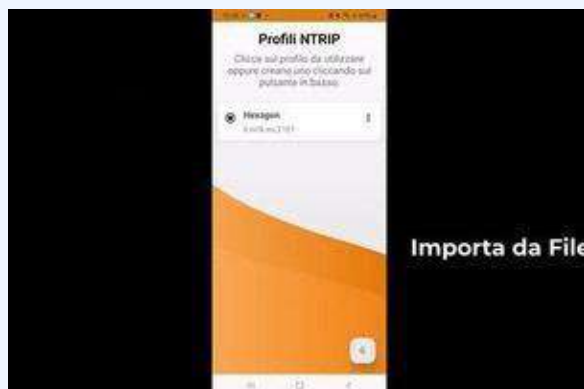 Profili NTRIP
Clicca sul profilo da utilizzare
oppure creane uno cliccando sul
pulsante in basso
Hexagon
Importa da File